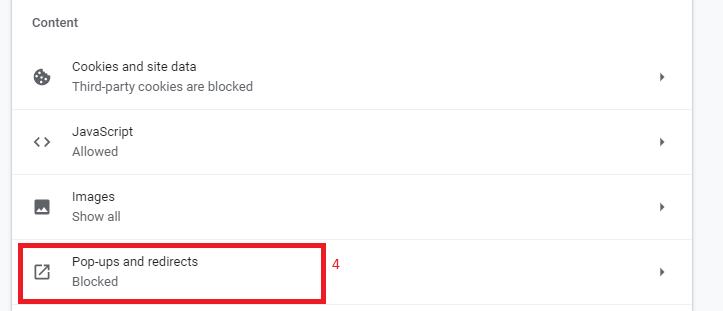 Content
Cookies and site data
Third-party cookies are blocked
JavaScript
Allowed
Images
Show all
Pop-ups and redirects
4
Blocked